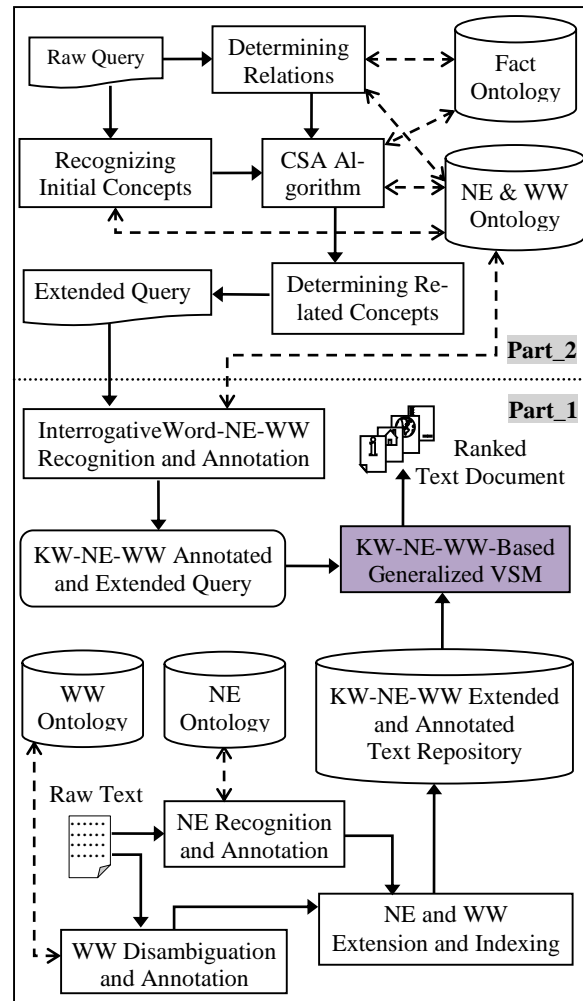 Raw Query
Determining
Relations
Fact
Ontology
Recognizing
Initial Concepts
CSA Al-
gorithm
NE & WW
Ontology
Extended Query
Determining Re-
lated Concepts
Part_2
Part_1
InterrogativeWord-NE-WW
Recognition and Annotation
Ranked
Text Document
KW-NE-WW Annotated
and Extended Query
KW-NE-WW-Based
Generalized VSM
WW
Ontology
NE
Ontology
KW-NE-WW Extended
and Annotated
Text Repository
Raw Text
NE Recognition
and Annotation
WW Disambiguation
and Annotation
NE and WW
Extension and Indexing